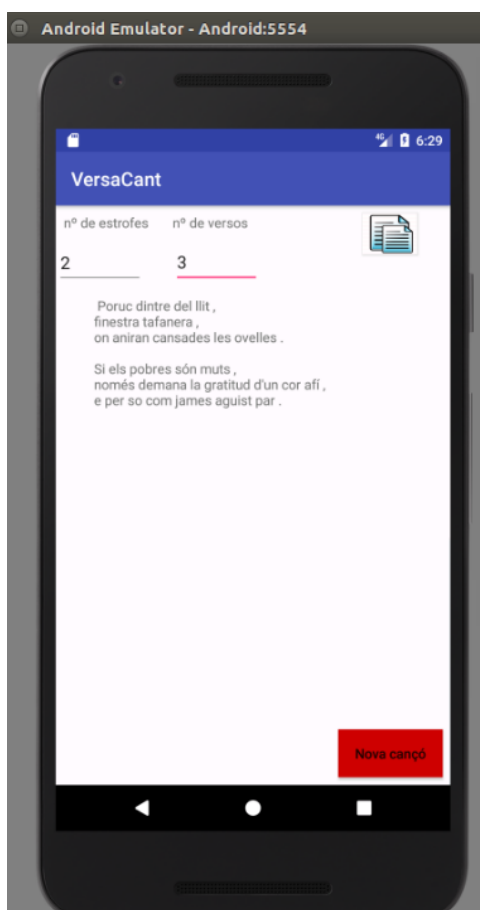 Android Emulator - Android:5554
4G 6:29
VersaCant
nº de estrofes nº de versos
2 3
Poruc dintre del llit ,
finestra tafanera ,
on aniran cansades les ovelles .
Si els pobres són muts ,
només demana la gratitud d'un cor afí ,
e per so com james aguist par .
Nova cançó